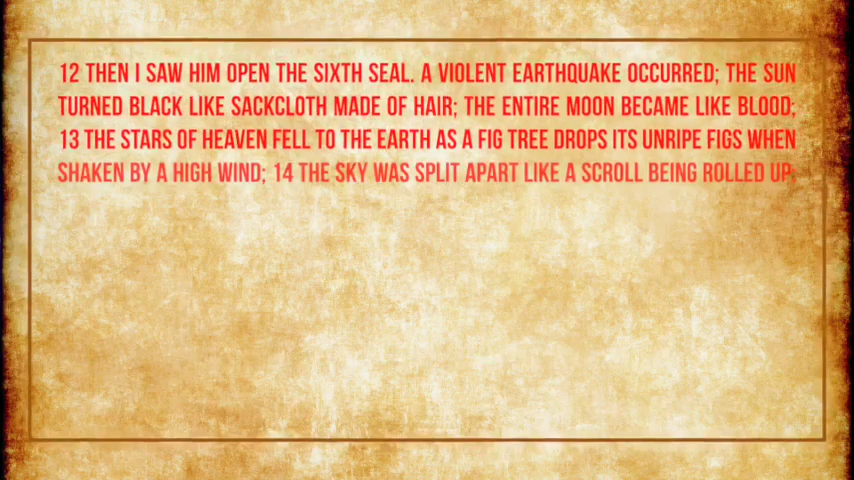 12 THEN I SAW HIM OPEN THE SIXTH SEAL. A VIOLENT EARTHQUAKE OCCURRED; THE SUN
TURNED BLACK LIKE SACKCLOTH MADE OF HAIR; THE ENTIRE MOON BECAME LIKE BLOOD;
13 THE STARS OF HEAVEN FELL TO THE EARTH AS A FIG TREE DROPS ITS UNRIPE FIGS WHEN
SHAKEN BY A HIGH WIND; 14 THE SKY WAS SPLIT APART LIKE A SCROLL BEING ROLLED UP;